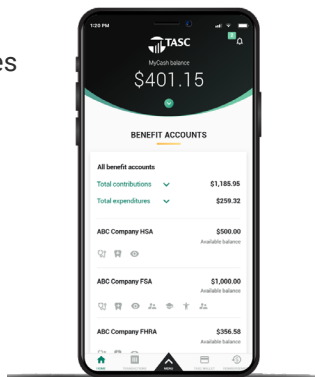 es
1:20 PM
TASC
MyCash balance
$401.15
BENEFIT ACCOUNTS
All benefit accounts
Total contributions $1,185.95
Total expenditures $259.32
ABC Company HSA $500.00
Available balance
ABC Company FSA $1,000.00
Available balance
ABC Company FHRA $356.58
Available balance
HOME
MENU